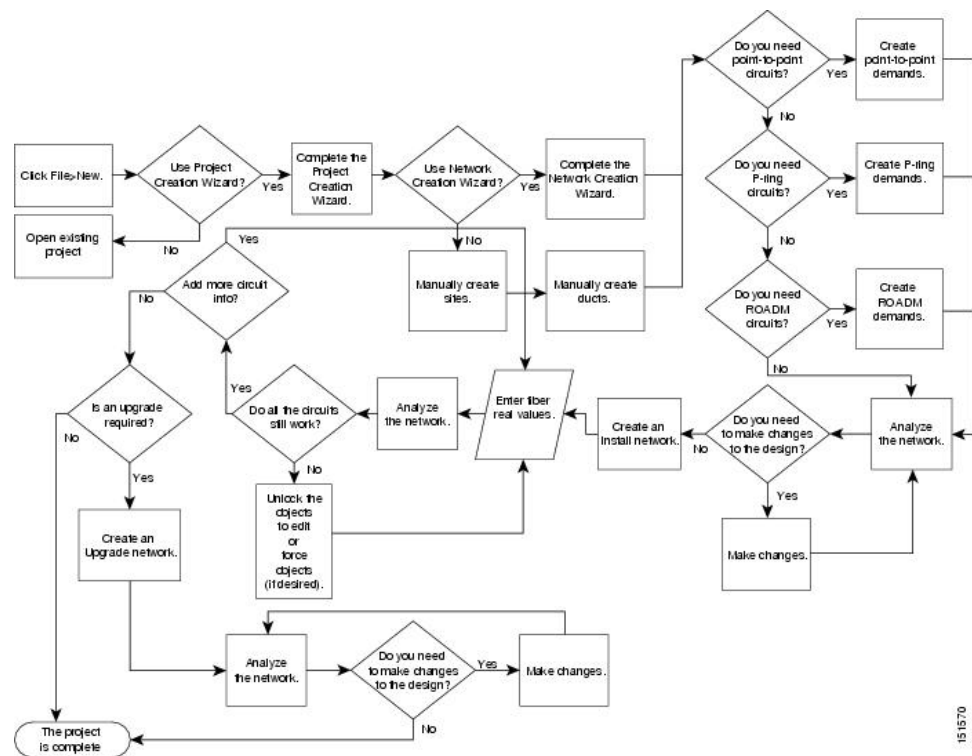 Do you need
point-to-point
circuits?
Yes
Create
point-to-point
demands.
No
Click File>New.
Use Project
Creation Wizard?
Yes
Complete the
Project
Creation
Wizard.
Use Network
Creation Wizard?
Yes
Complete the
Network Creation
Wizard.
Do you need
P-ring
circuits?
Yes
Create P-ring
demands.
Open existing
project
No
Yes
No
No
Add more circuit
info?
No
Manually create
sites.
Manually create
ducts.
Do you need
ROADM
circuits?
Yes
Create
ROADM
demands.
No
Is an upgrade
required?
No
Yes
Yes
Do all the circuits
still work?
No
Analyze
the network.
Enter fiber
real values.
Create an
Install network.
No
Do you need
to make changes
to the design?
Yes
Analyze
the network.
Unlock the
objects
to edit
or
force
objects
(if desired).
Make changes.
Create an
Upgrade network.
Analyze
the network.
Do you need
to make changes
to the design?
Yes
Make changes.
No
The project
is complete
151570